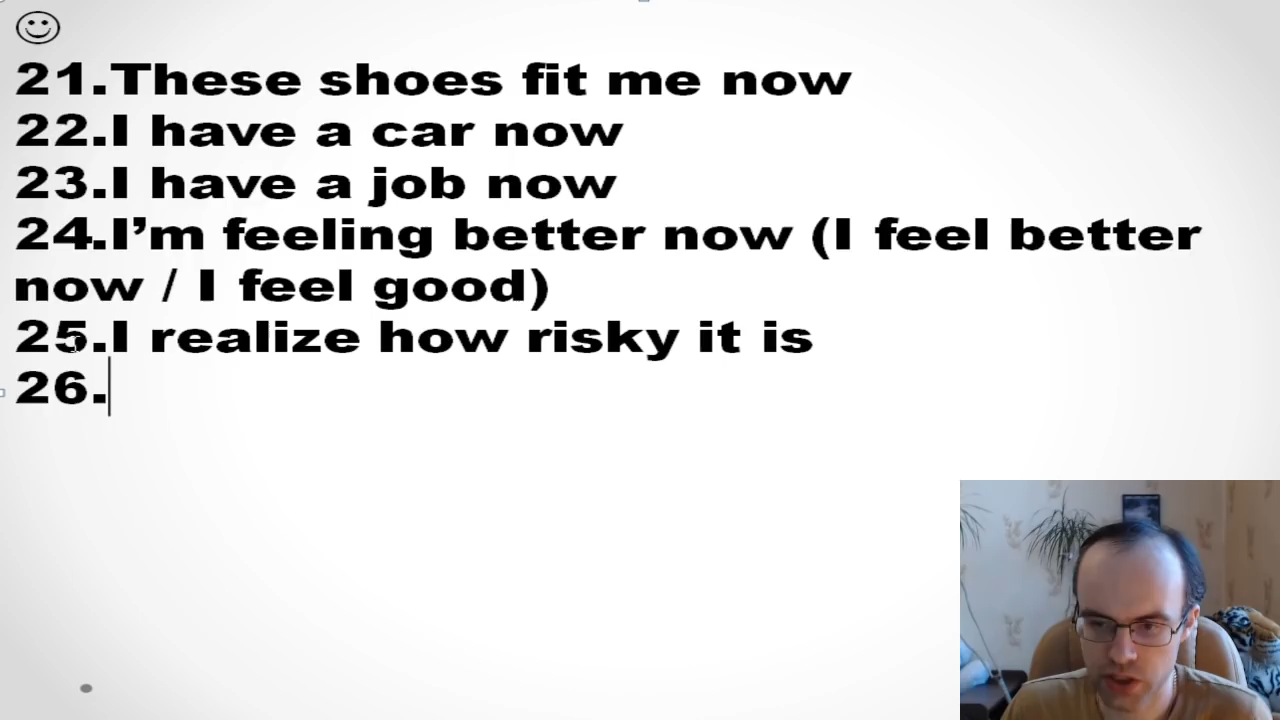 21.These shoes fit me now
22.I have a car now
23.I have a job now
24.I’m feeling better now (I feel better
now / I feel good)
25.I realize how risky it is
26.